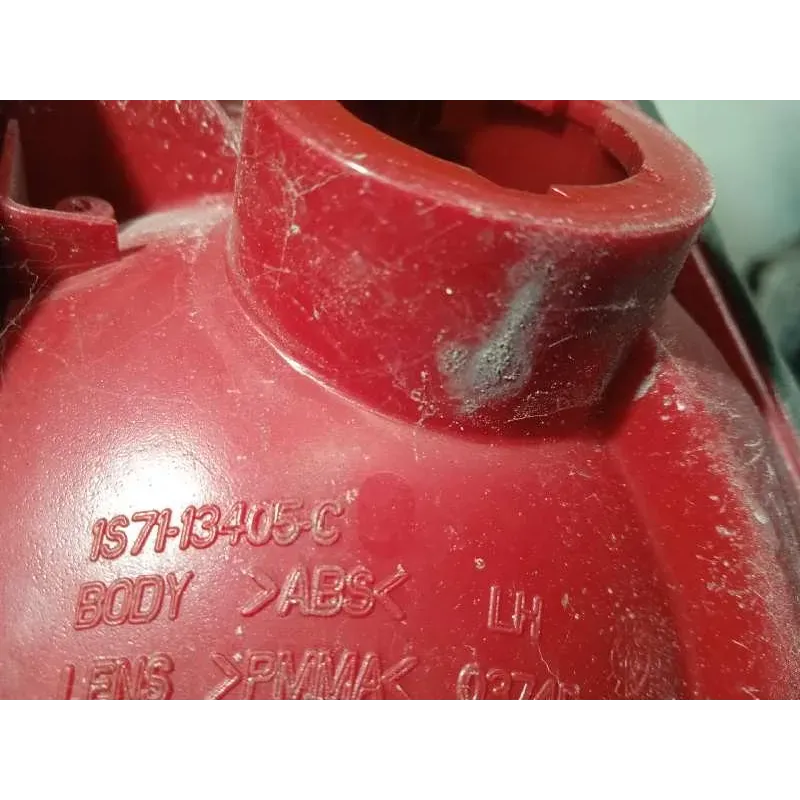 1S71-13405-C
BODY >ABS< LH
LENS >PMMA<